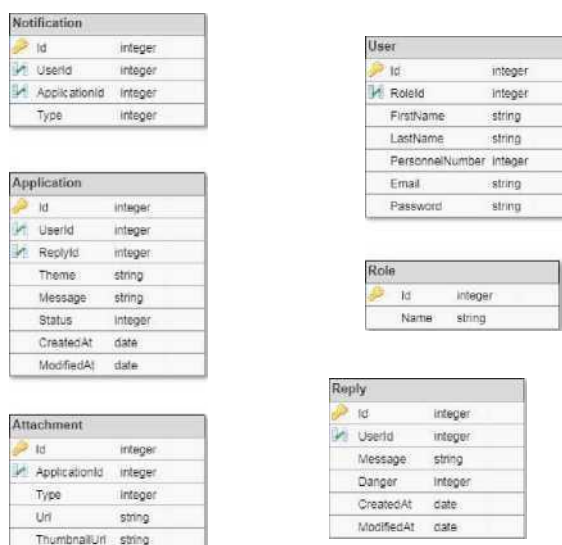 Notification
Id integer
UserId integer
ApplicationId integer
Type integer
Application
Id integer
UserId integer
ReplyId integer
Theme string
Message string
Status integer
CreatedAt date
ModifiedAt date
Attachment
Id integer
ApplicationId integer
Type integer
Url string
ThumbnailUrl string
User
Id integer
RoleId integer
FirstName string
LastName string
PersonnelNumber integer
Email string
Password string
Role
Id integer
Name string
Reply
Id integer
UserId integer
Message string
Danger integer
CreatedAt date
ModifiedAt date